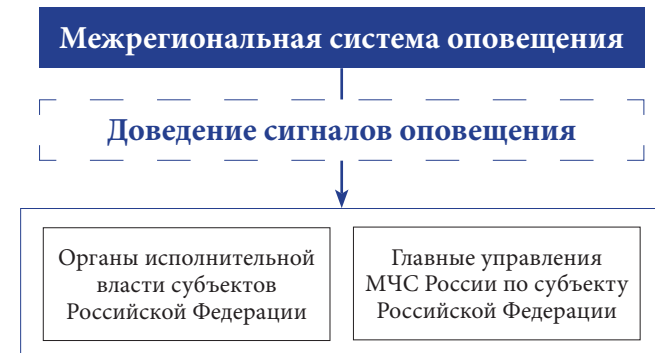 Межрегиональная система оповещения
Доведение сигналов оповещения
Органы исполнительной
власти субъектов
Российской Федерации
Главные управления
МЧС России по субъекту
Российской Федерации